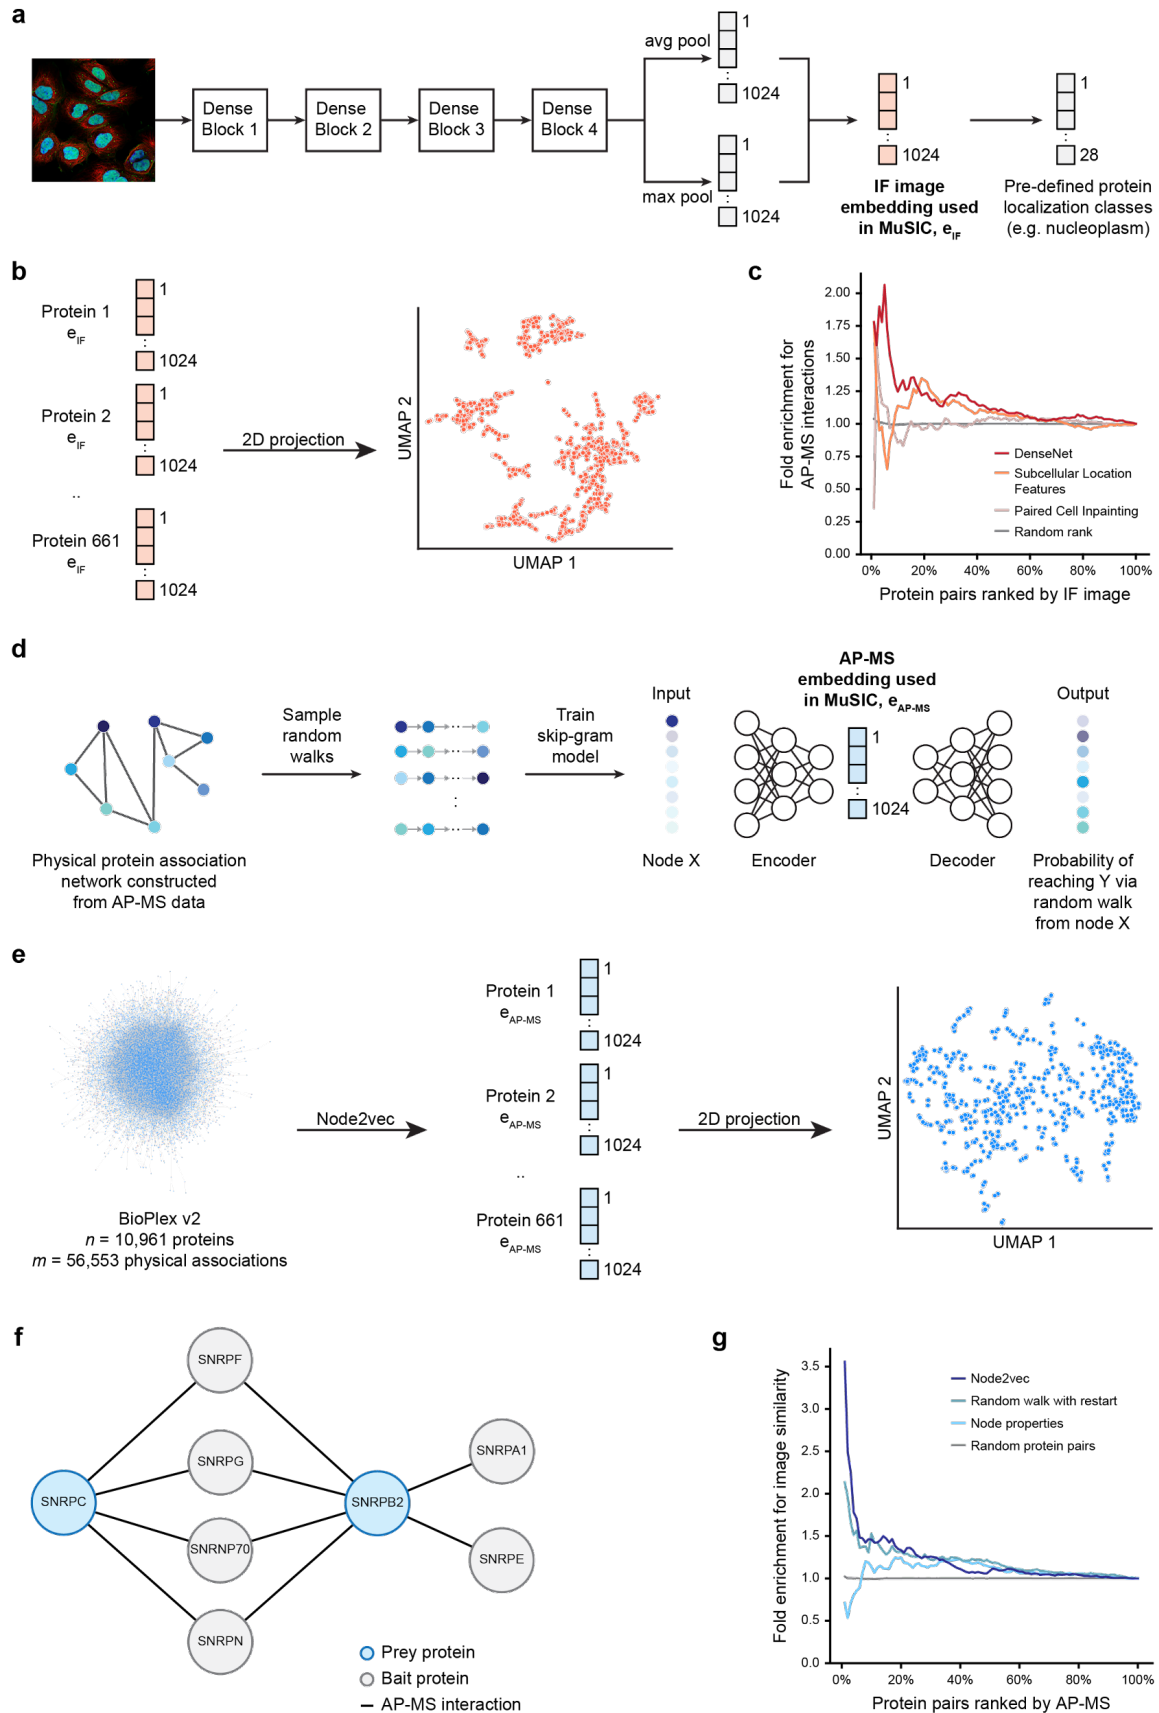 a
Dense
Block 1
Dense
Block 2
Dense
Block 3
Dense
Block 4
avg pool
1
1024
max pool
1
1024
1
1024
IF image
embedding used
in MuSIC, eIF
1
28
Pre-defined protein
localization classes
(e.g. nucleoplasm)
b
Protein 1
eIF
1
1024
Protein 2
eIF
1
1024
..
Protein 661
eIF
1
1024
2D projection
UMAP 2
UMAP 1
c
Fold enrichment for
AP-MS interactions
2.00
1.75
1.50
1.25
1.00
0.75
0.50
0.25
0.00
DenseNet
Subcellular Location
Features
Paired Cell Inpainting
Random rank
0% 20% 40% 60% 80% 100%
Protein pairs ranked by IF image
d
Physical protein association
network constructed
from AP-MS data
Sample
random
walks
Train
skip-gram
model
Input
Node X
Encoder
AP-MS
embedding used
in MuSIC, eAP-MS
1
1024
Decoder
Output
Probability of
reaching Y via
random walk
from node X
e
BioPlex v2
n = 10,961 proteins
m = 56,553 physical associations
Node2vec
Protein 1
eAP-MS
1
1024
Protein 2
eAP-MS
1
1024
..
Protein 661
eAP-MS
1
1024
2D projection
UMAP 2
UMAP 1
f
SNRPF
SNRPG
SNRPC
SNRNP70
SNRPN
SNRPB2
SNRPA1
SNRPE
Prey protein
Bait protein
AP-MS interaction
g
Fold enrichment for image similarity
3.5
3.0
2.5
2.0
1.5
1.0
0.5
0.0
Node2vec
Random walk with restart
Node properties
Random protein pairs
0% 20% 40% 60% 80% 100%
Protein pairs ranked by AP-MS